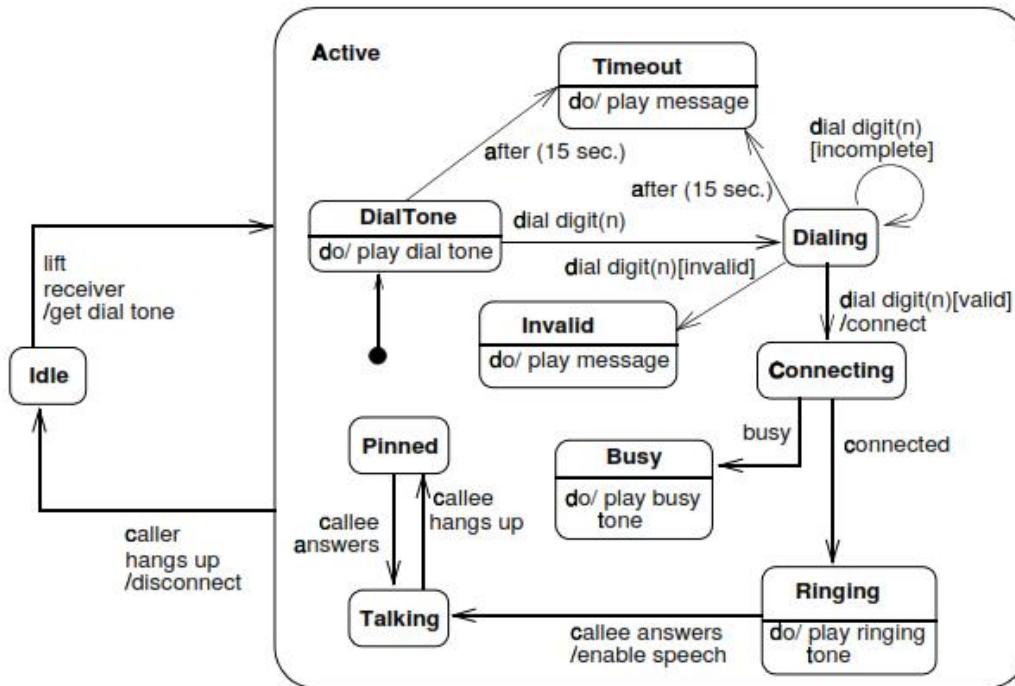 Active
Timeout
do/ play message
dial digit(n)
[incomplete]
after (15 sec.)
after (15 sec.)
DialTone
do/ play dial tone
dial digit(n)
Dialing
lift
receiver
/get dial tone
dial digit(n)[invalid]
dial digit(n)[valid]
/connect
Invalid
do/ play message
Idle
Connecting
Pinned
busy
connected
Busy
do/ play busy
tone
callee
hangs up
callee
answers
caller
hangs up
/disconnect
Talking
Ringing
do/ play ringing
tone
callee answers
/enable speech